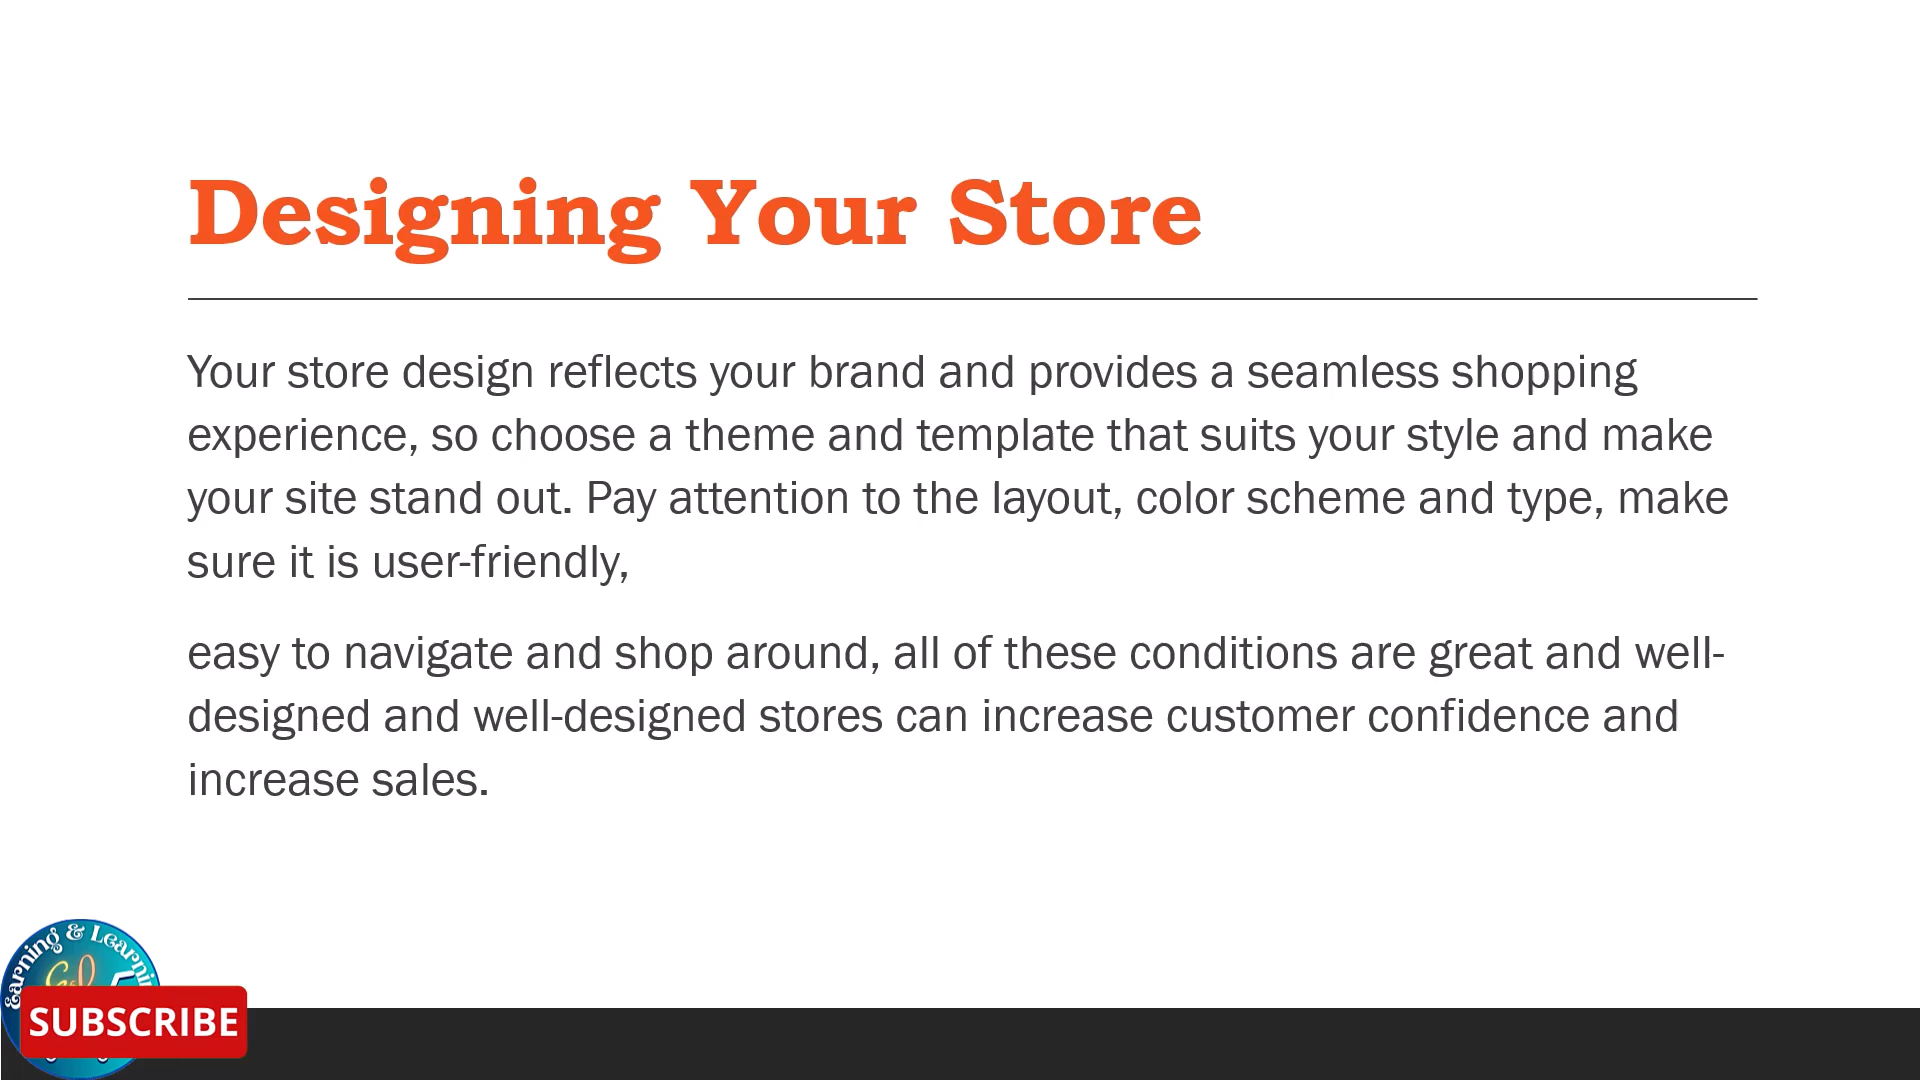 Designing Your Store
Your store design reflects your brand and provides a seamless shopping
experience, so choose a theme and template that suits your style and make
your site stand out. Pay attention to the layout, color scheme and type, make
sure it is user-friendly,
easy to navigate and shop around, all of these conditions are great and well-
designed and well-designed stores can increase customer confidence and
increase sales.
SUBSCRIBE